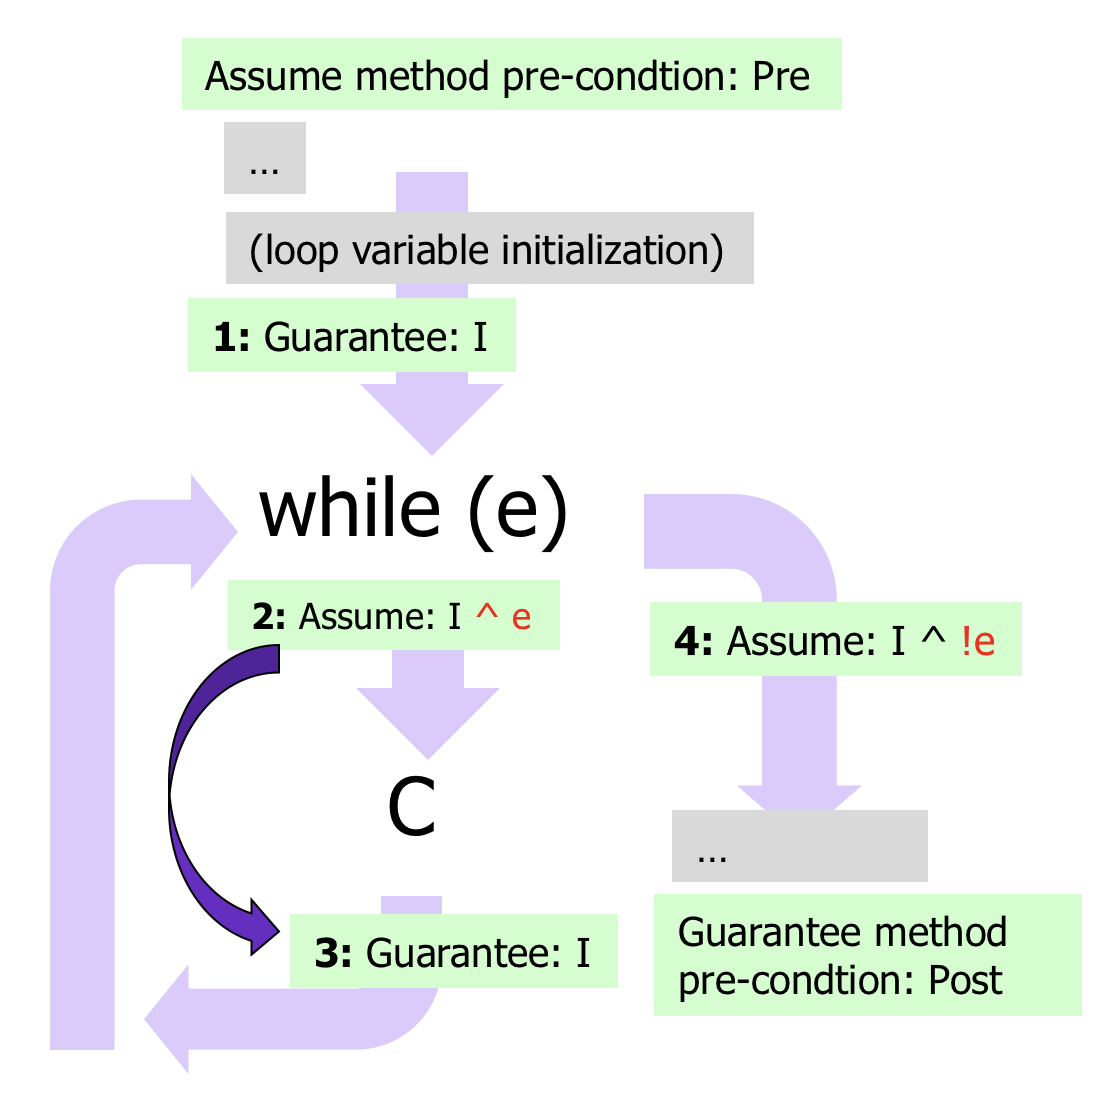 Assume method pre-condtion: Pre
...
(loop variable initialization)
1: Guarantee: I
while (e)
2: Assume: I ^ e
4: Assume: I ^ !e
C
...
3: Guarantee: I
Guarantee method
pre-condtion: Post